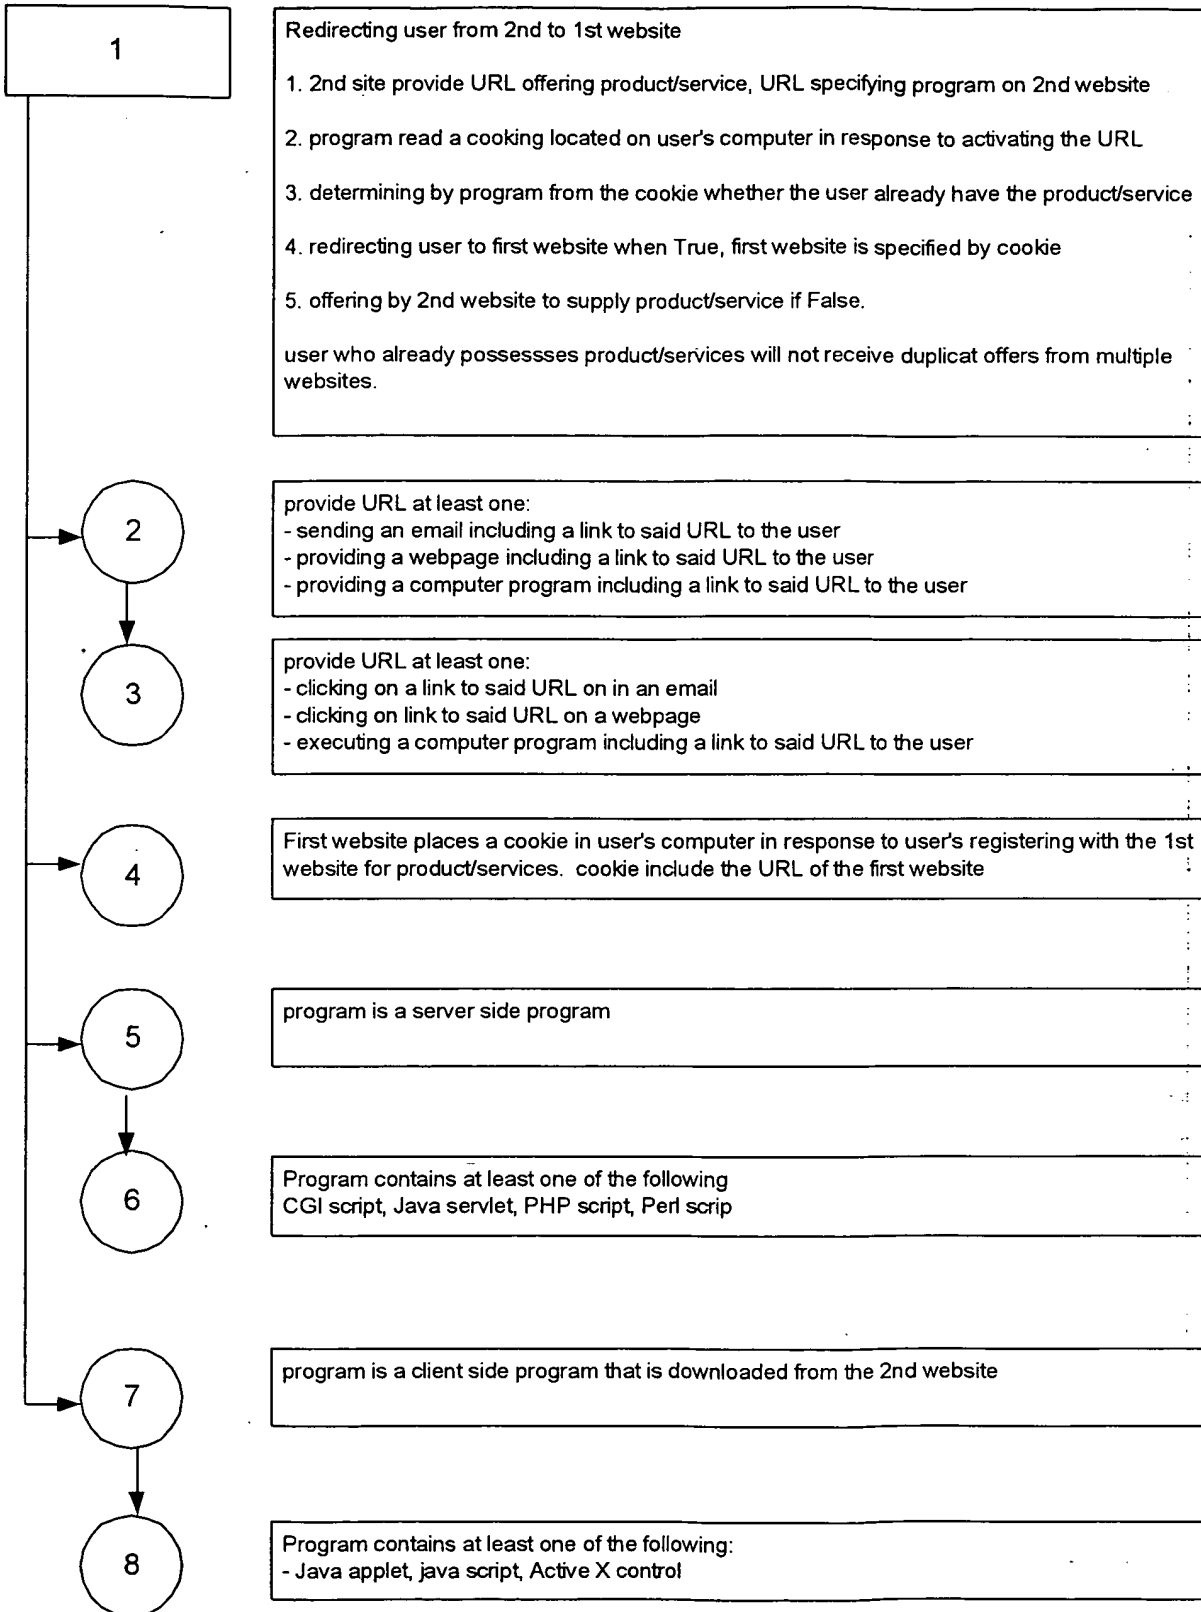 1
Redirecting user from 2nd to 1st website
1. 2nd site provide URL offering product/service, URL specifying program on 2nd website
2. program read a cooking located on user's computer in response to activating the URL
3. determining by program from the cookie whether the user already have the product/service
4. redirecting user to first website when True, first website is specified by cookie
5. offering by 2nd website to supply product/service if False.
user who already possessses product/services will not receive duplicat offers from multiple
websites.
2
provide URL at least one:
- sending an email including a link to said URL to the user
- providing a webpage including a link to said URL to the user
- providing a computer program including a link to said URL to the user
3
provide URL at least one:
- clicking on a link to said URL on in an email
- clicking on link to said URL on a webpage
- executing a computer program including a link to said URL to the user
4
First website places a cookie in user's computer in response to user's registering with the 1st
website for product/services. cookie include the URL of the first website
5
program is a server side program
6
Program contains at least one of the following
CGI script, Java servlet, PHP script, Perl scrip
7
program is a client side program that is downloaded from the 2nd website
8
Program contains at least one of the following:
- Java applet, java script, Active X control